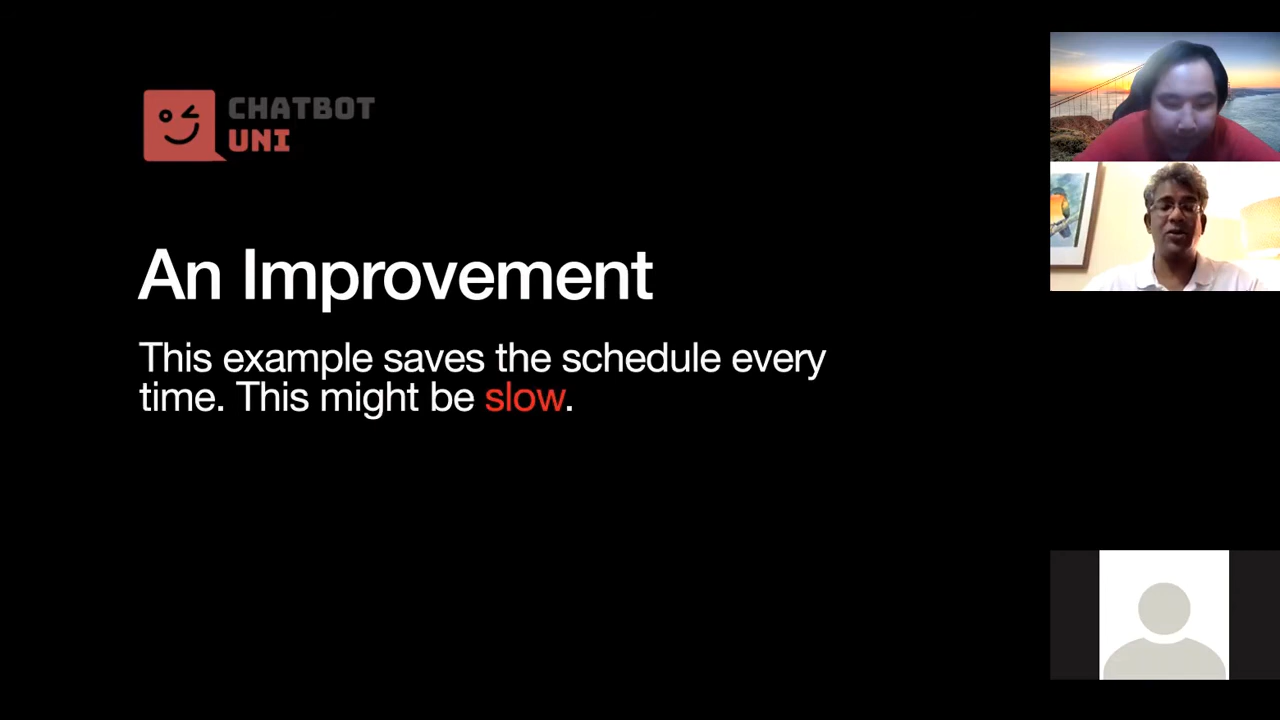 CHATBOT
UNI
An Improvement
This example saves the schedule every
time. This might be slow.